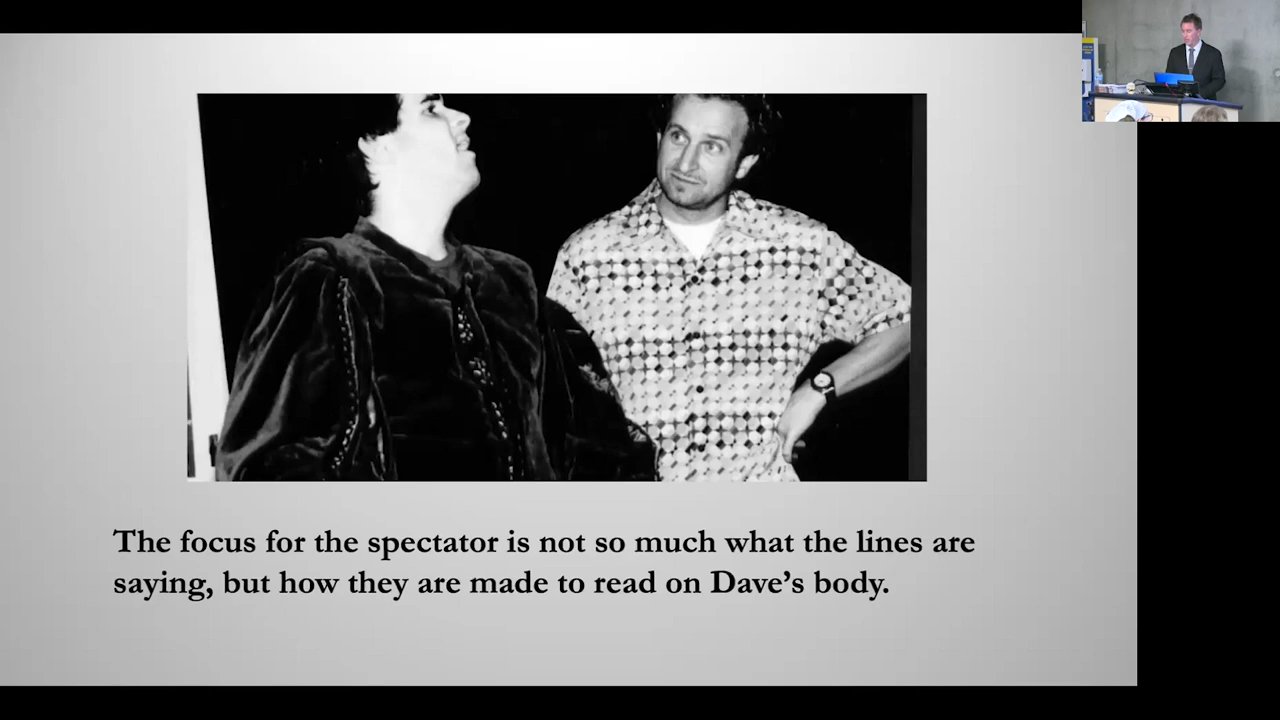 The focus for the spectator is not so much what the lines are
saying, but how they are made to read on Dave’s body.